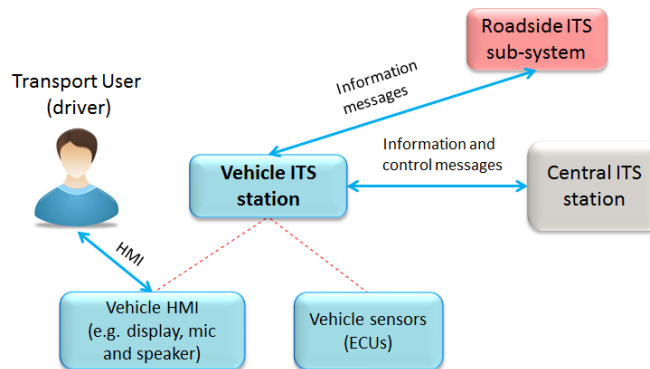 Roadside ITS
sub-system
Transport User
(driver)
Information
messages
Information and
control messages
Vehicle ITS
station
Central ITS
station
HMI
Vehicle HMI
(e.g. display, mic
and speaker)
Vehicle sensors
(ECUs)